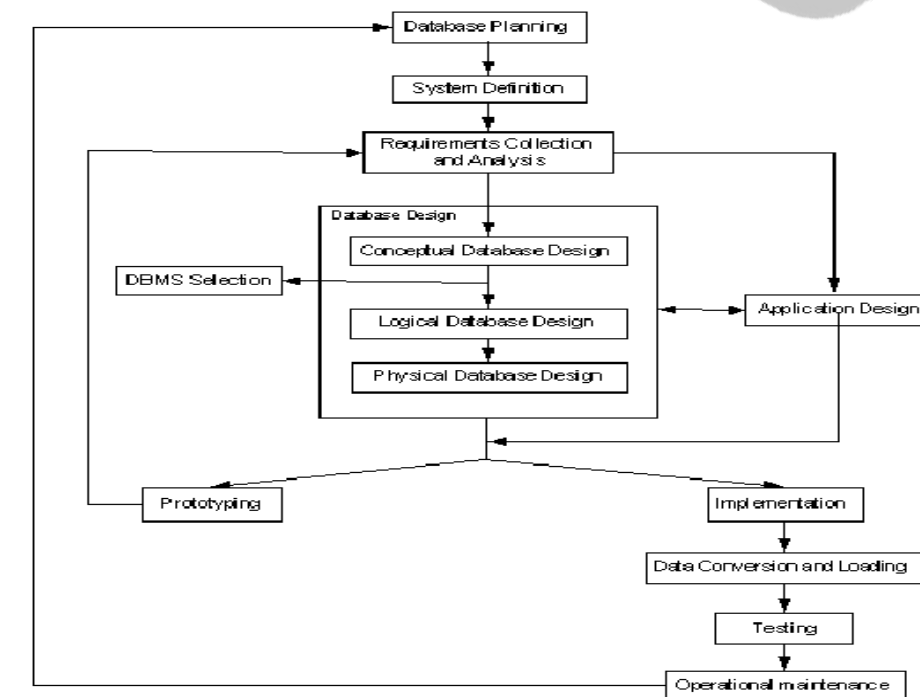 Database Planning
System Definition
Requirements Collection
and Analysis
Database Design
Conceptual Database Design
DBMS Selection
Application Design
Logical Database Design
Physical Database Design
Prototyping
Implementation
Data Conversion and Loading
Testing
Operational maintenance